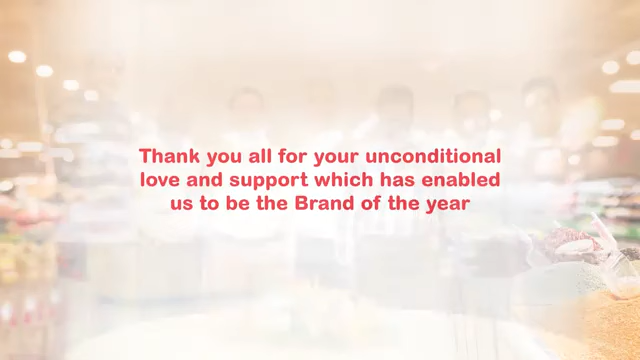 Thank you all for your unconditional
love and support which has enabled
us to be the Brand of the year